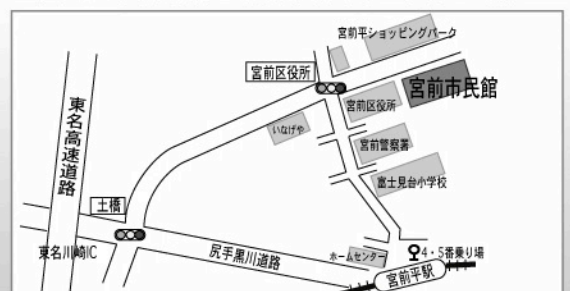 宮前平ショッピングパーク
宮前区役所
宮前市民館
宮前区役所
いなげや
宮前警察署
富士見台小学校
東名高速道路
土橋
東名川崎IC
尻手黒川道路
ホームセンター
4・5番乗り場
宮前平駅